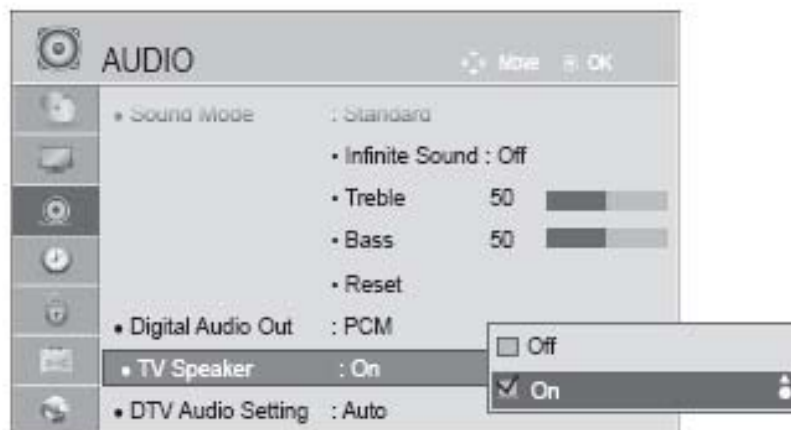 AUDIO Move OK
• Sound Mode : Standard
• Infinite Sound : Off
• Treble 50
• Bass 50
• Reset
• Digital Audio Out : PCM
• TV Speaker : On
• DTV Audio Setting : Auto
Off
On